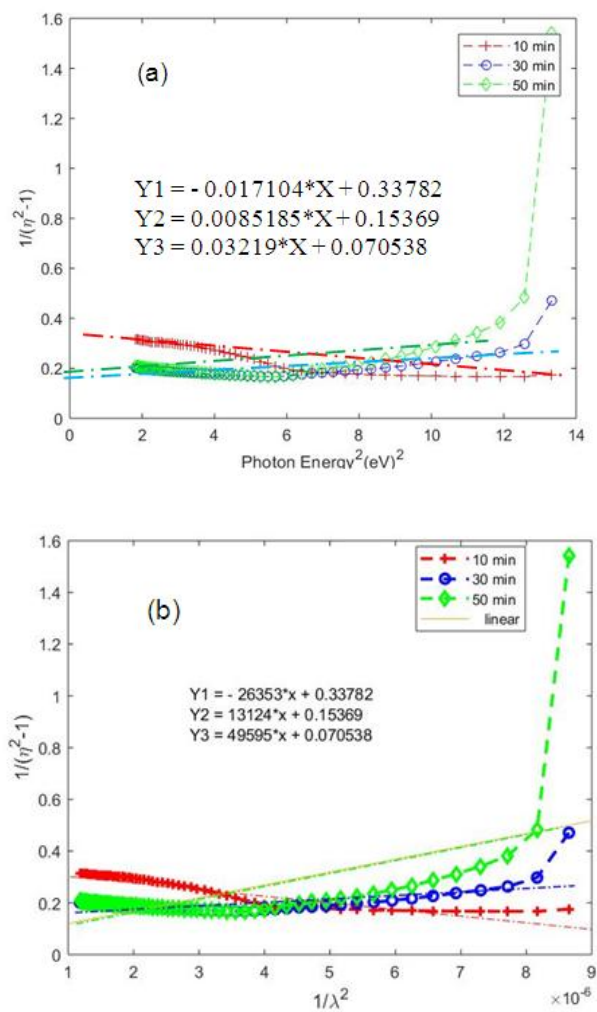 1.6
1.4
1.2
1
0.8
0.6
0.4
0.2
0
1/(η²-1)
(a)
10 min
30 min
50 min
Y1 = - 0.017104*X + 0.33782
Y2 = 0.0085185*X + 0.15369
Y3 = 0.03219*X + 0.070538
0 2 4 6 8 10 12 14
Photon Energy²(eV)²
1.6
1.4
1.2
1
0.8
0.6
0.4
0.2
0
1/(η²-1)
(b)
10 min
30 min
50 min
linear
Y1 = - 26353*x + 0.33782
Y2 = 13124*x + 0.15369
Y3 = 49595*x + 0.070538
1 2 3 4 5 6 7 8 9
1/λ²
×10⁻⁶